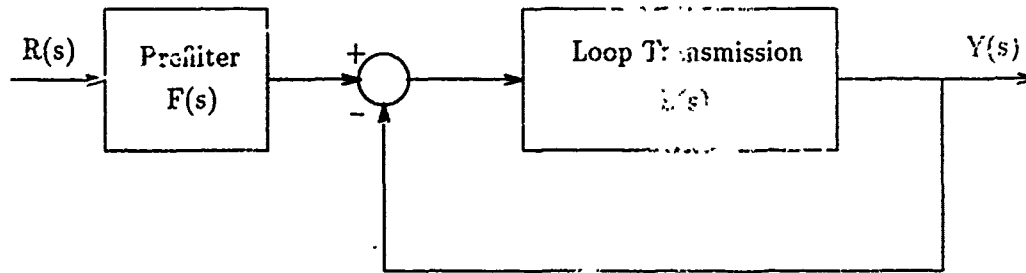 R(s)
Prefilter
F(s)
+
-
Loop Transmission
L(s)
Y(s)